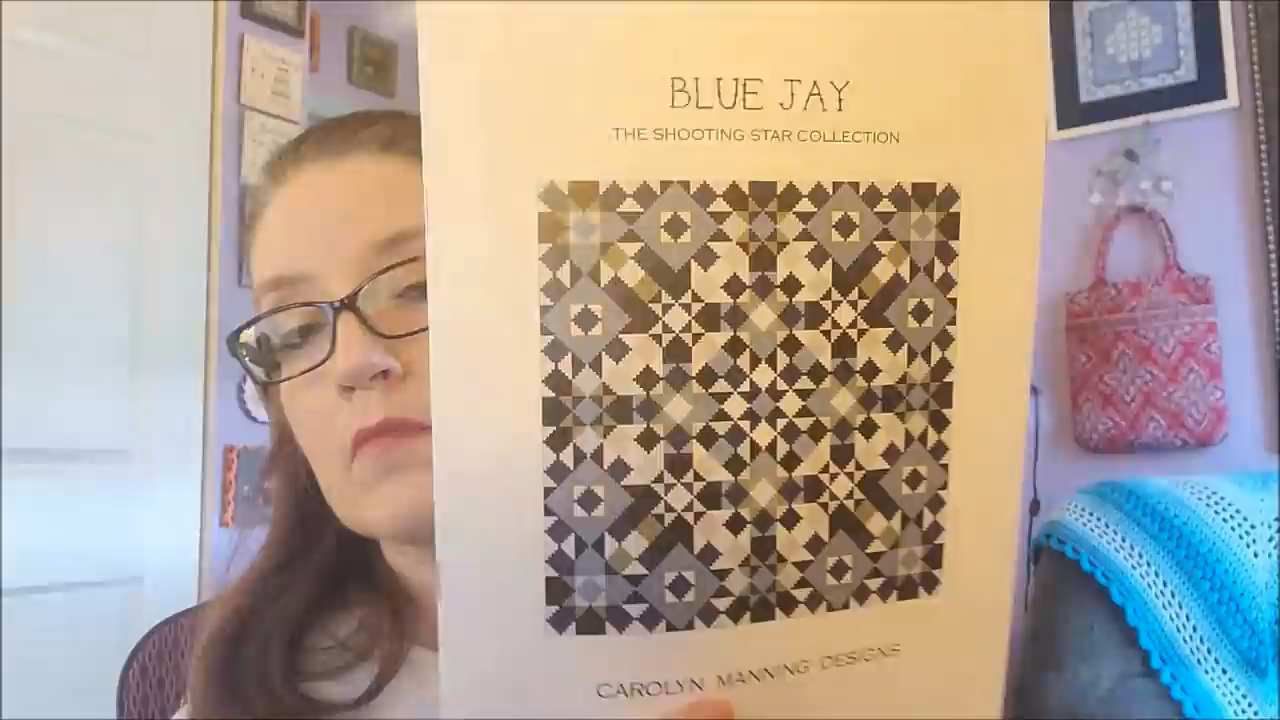 BLUE JAY
THE SHOOTING STAR COLLECTION
CAROLYN MANNING DESIGNS